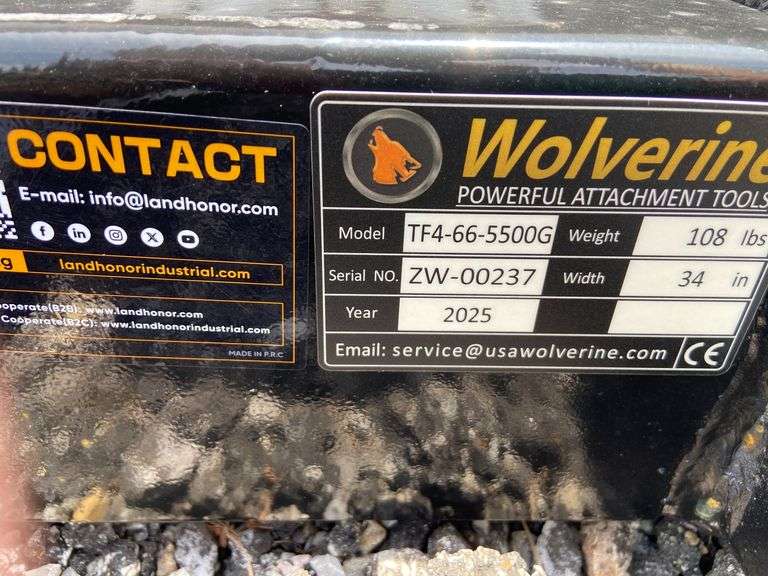 CONTACT
E-mail: info@landhonor.com
g landhonorindustrial.com
ooperate(B2B): www.landhonor.com
Cooperate(B2C): www.landhonorindustrial.com
MADE IN P.R.C
Wolverine
POWERFUL ATTACHMENT TOOLS
Model TF4-66-5500G Weight 108 lbs
Serial NO. ZW-00237 Width 34 in
Year 2025
Email: service@usawolverine.com CE